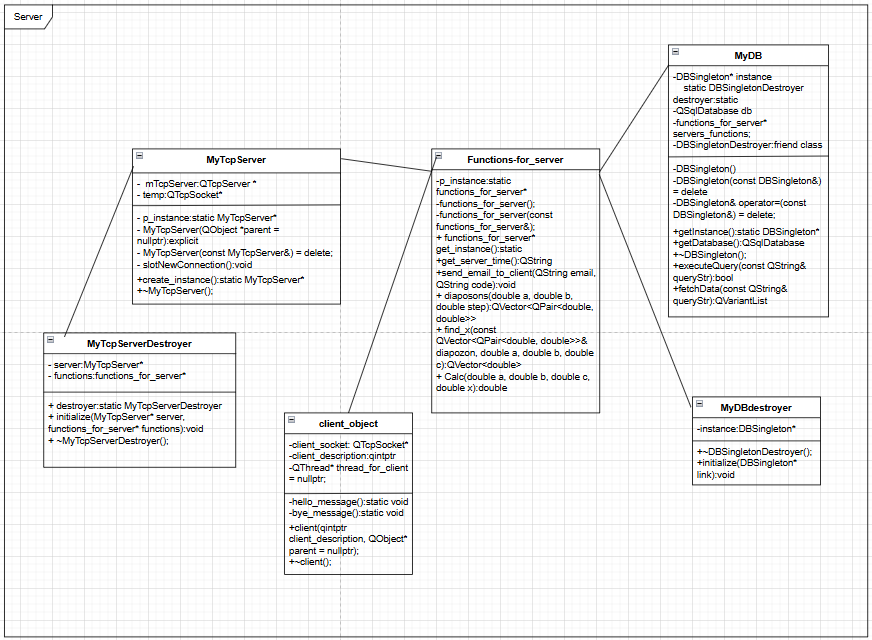 Server
MyDB
-DBSingleton* instance
static DBSingletonDestroyer
destroyer:static
-QSqlDatabase db
-functions_for_server*
servers_functions;
-DBSingletonDestroyer:friend class
-DBSingleton()
-DBSingleton(const DBSingleton&)
= delete
-DBSingleton& operator=(const
DBSingleton&) = delete;
+getInstance():static DBSingleton*
+getDatabase():QSqlDatabase
+~DBSingleton();
+executeQuery(const QString&
queryStr):bool
+fetchData(const QString&
queryStr):QVariantList
MyTcpServer
- mTcpServer:QTcpServer *
- temp:QTcpSocket*
- p_instance:static MyTcpServer*
- MyTcpServer(QObject *parent =
nullptr):explicit
- MyTcpServer(const MyTcpServer&) = delete;
- slotNewConnection():void
+create_instance():static MyTcpServer*
+~MyTcpServer();
Functions-for_server
-p_instance:static
functions_for_server*
-functions_for_server();
-functions_for_server(const
functions_for_server&);
+ functions_for_server*
get_instance():static
+get_server_time():QString
+send_email_to_client(QString email,
QString code):void
+ diaposons(double a, double b,
double step):QVector<QPair<double,
double>>
+ find_x(const
QVector<QPair<double, double>>&
diapozon, double a, double b, double
c):QVector<double>
+ Calc(double a, double b, double c,
double x):double
MyTcpServerDestroyer
- server:MyTcpServer*
- functions:functions_for_server*
+ destroyer:static MyTcpServerDestroyer
+ initialize(MyTcpServer* server,
functions_for_server* functions):void
+ ~MyTcpServerDestroyer();
client_object
-client_socket: QTcpSocket*
-client_description:qintptr
-QThread* thread_for_client
= nullptr;
-hello_message():static void
-bye_message():static void
+client(qintptr
client_description, QObject*
parent = nullptr);
+~client();
MyDBdestroyer
-instance:DBSingleton*
+~DBSingletonDestroyer();
+initialize(DBSingleton*
link):void